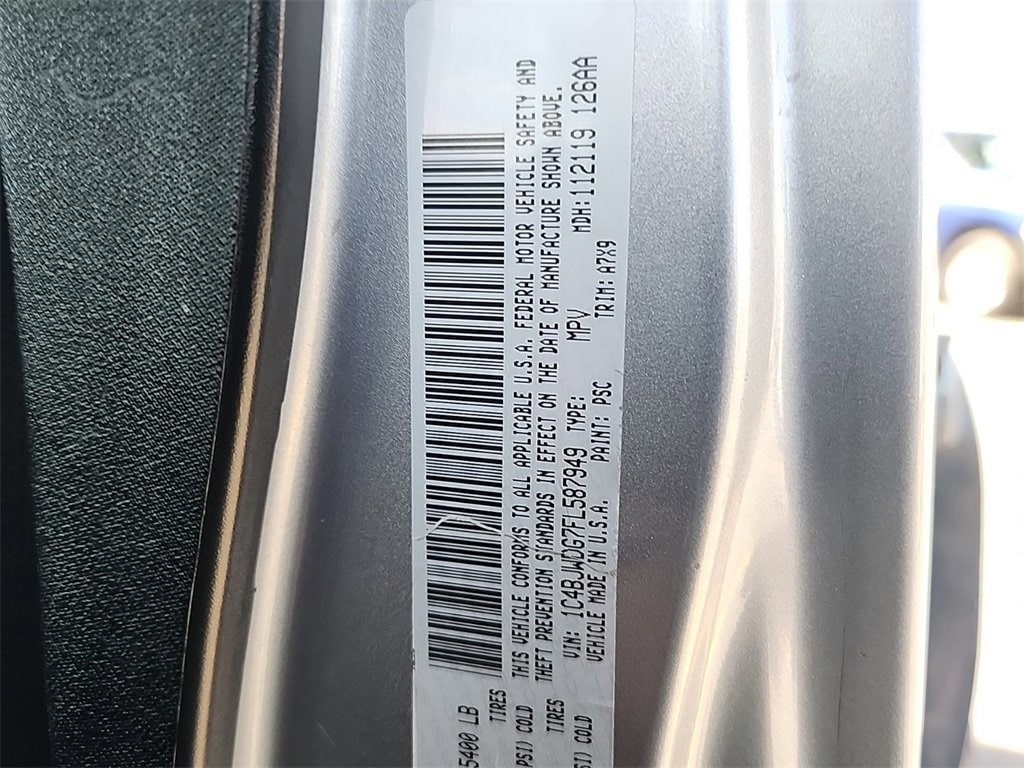 5400 LB
TIRES
PSI) COLD
THIS VEHICLE CONFORMS TO ALL APPLICABLE U.S.A. FEDERAL MOTOR VEHICLE SAFETY AND
THEFT PREVENTION STANDARDS IN EFFECT ON THE DATE OF MANUFACTURE SHOWN ABOVE.
TIRES
VIN: 1C4BJWDG7FL587949 TYPE: MPV MDH: 112119 126AA
SI) COLD
VEHICLE MADE IN U.S.A. PAINT: PSC TRIM: A7X9